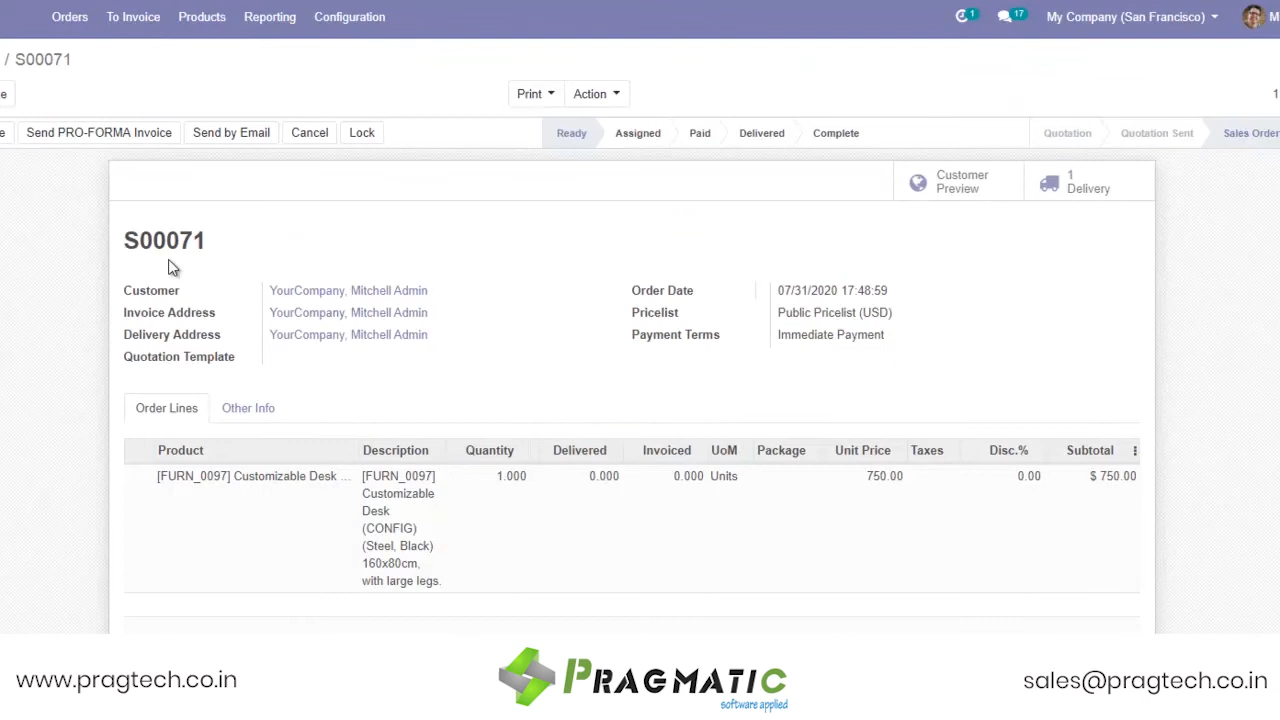 Orders To Invoice Products Reporting Configuration 1 17 My Company (San Francisco) M
/ S00071
e Print Action 1
e Send PRO-FORMA Invoice Send by Email Cancel Lock Ready Assigned Paid Delivered Complete Quotation Quotation Sent Sales Order
Customer Preview
1 Delivery
S00071
Customer YourCompany, Mitchell Admin Order Date 07/31/2020 17:48:59
Invoice Address YourCompany, Mitchell Admin Pricelist Public Pricelist (USD)
Delivery Address YourCompany, Mitchell Admin Payment Terms Immediate Payment
Quotation Template
Order Lines Other Info
Product Description Quantity Delivered Invoiced UoM Package Unit Price Taxes Disc.% Subtotal
[FURN_0097] Customizable Desk ... [FURN_0097] 1.000 0.000 0.000 Units 750.00 0.00 $ 750.00
Customizable
Desk
(CONFIG)
(Steel, Black)
160x80cm,
with large legs.
www.pragtech.co.in PRAGMATIC sales@pragtech.co.in
software applied